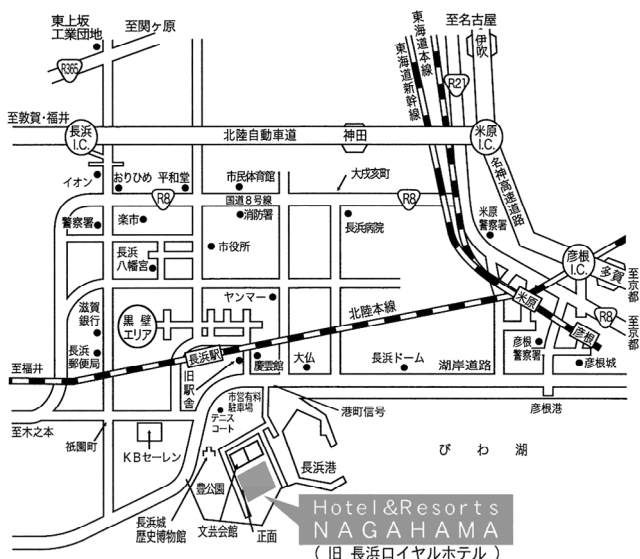 東上坂
工業団地
至関ヶ原
R365
東海道本線
東海道新幹線
至名古屋
伊吹
R21
至敦賀・福井
長浜
I.C.
北陸自動車道
神田
米原
I.C.
イオン
おりひめ
平和堂
市民体育館
大戌亥町
名神高速道路
R8
国道8号線
R8
警察署
楽市
消防署
長浜病院
米原
警察署
長浜
八幡宮
市役所
彦根
I.C.
多賀
至京都
ヤンマー
滋賀
銀行
黒壁
エリア
北陸本線
米原
R8
至京都
長浜
郵便局
長浜駅
彦根
至福井
旧駅舎
慶雲館
大仏
長浜ドーム
湖岸道路
彦根
警察署
彦根城
市営有料
駐車場
テニス
コート
港町信号
彦根港
至木之本
祇園町
KBセーレン
びわ湖
長浜港
豊公園
長浜城
歴史博物館
文芸会館
正面
Hotel&Resorts
NAGAHAMA
(旧 長浜ロイヤルホテル)